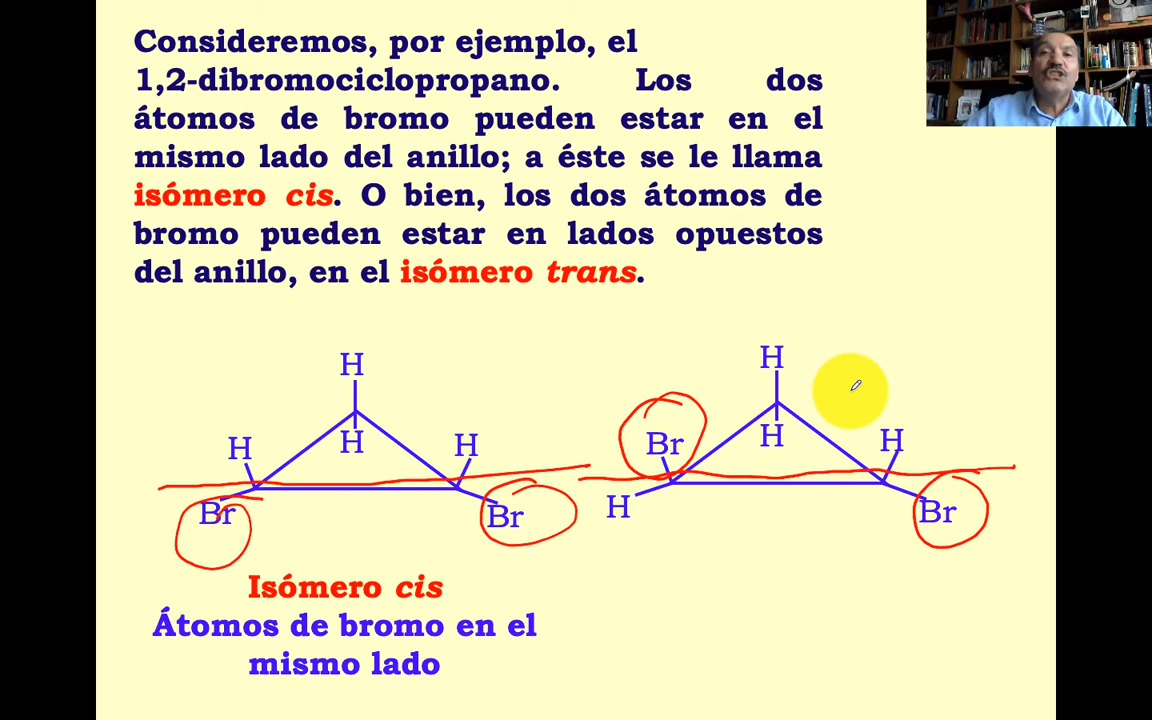 Consideremos, por ejemplo, el
1,2-dibromociclopropano. Los dos
átomos de bromo pueden estar en el
mismo lado del anillo; a éste se le llama
isómero cis. O bien, los dos átomos de
bromo pueden estar en lados opuestos
del anillo, en el isómero trans.
H
H
H
H
Br
Br
H
H
Br
H
H
Br
Isómero cis
Átomos de bromo en el
mismo lado